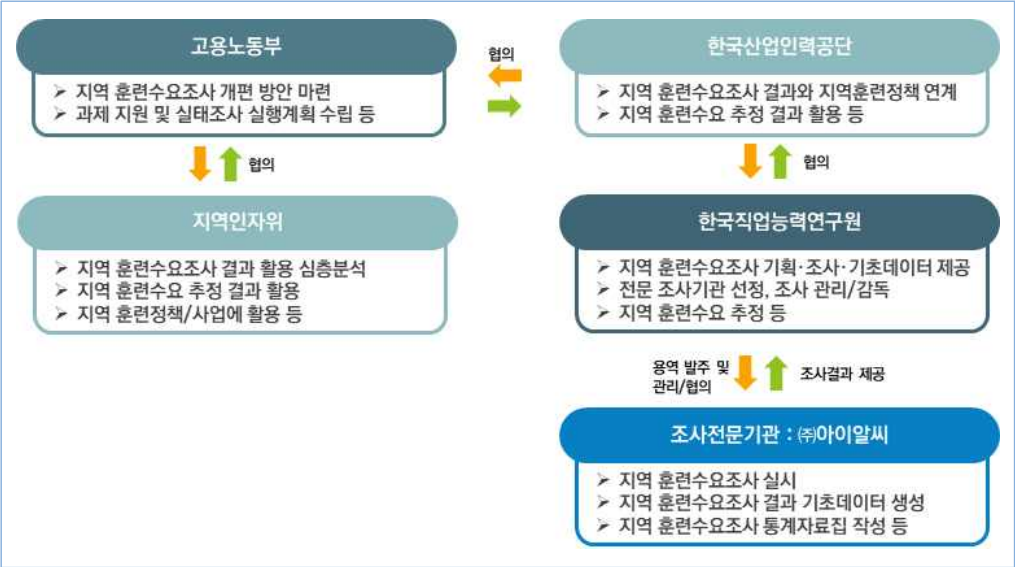 고용노동부
➢ 지역 훈련수요조사 개편 방안 마련
➢ 과제 지원 및 실태조사 실행계획 수립 등
협의
한국산업인력공단
➢ 지역 훈련수요조사 결과와 지역훈련정책 연계
➢ 지역 훈련수요 추정 결과 활용 등
협의
협의
지역인자위
➢ 지역 훈련수요조사 결과 활용 심층분석
➢ 지역 훈련수요 추정 결과 활용
➢ 지역 훈련정책/사업에 활용 등
한국직업능력연구원
➢ 지역 훈련수요조사 기획·조사·기초데이터 제공
➢ 전문 조사기관 선정, 조사 관리/감독
➢ 지역 훈련수요 추정 등
용역 발주 및
관리/협의
조사결과 제공
조사전문기관 : ㈜아이알씨
➢ 지역 훈련수요조사 실시
➢ 지역 훈련수요조사 결과 기초데이터 생성
➢ 지역 훈련수요조사 통계자료집 작성 등